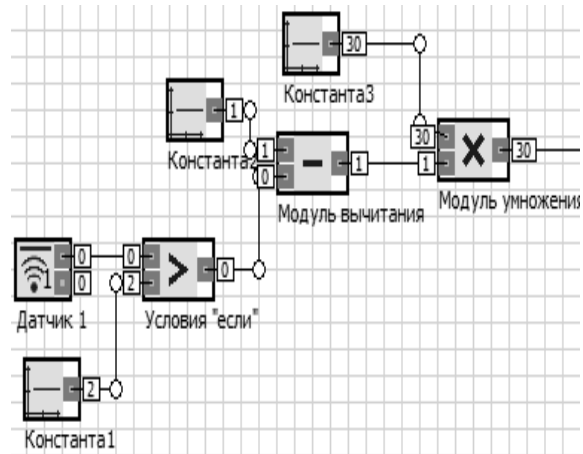 30
Константа3
1
Константа2
1
0
-
1
30
1
X
30
Модуль вычитания
Модуль умножения
0
0
1
0
2
>
0
Датчик 1
Условия "если"
2
Константа1